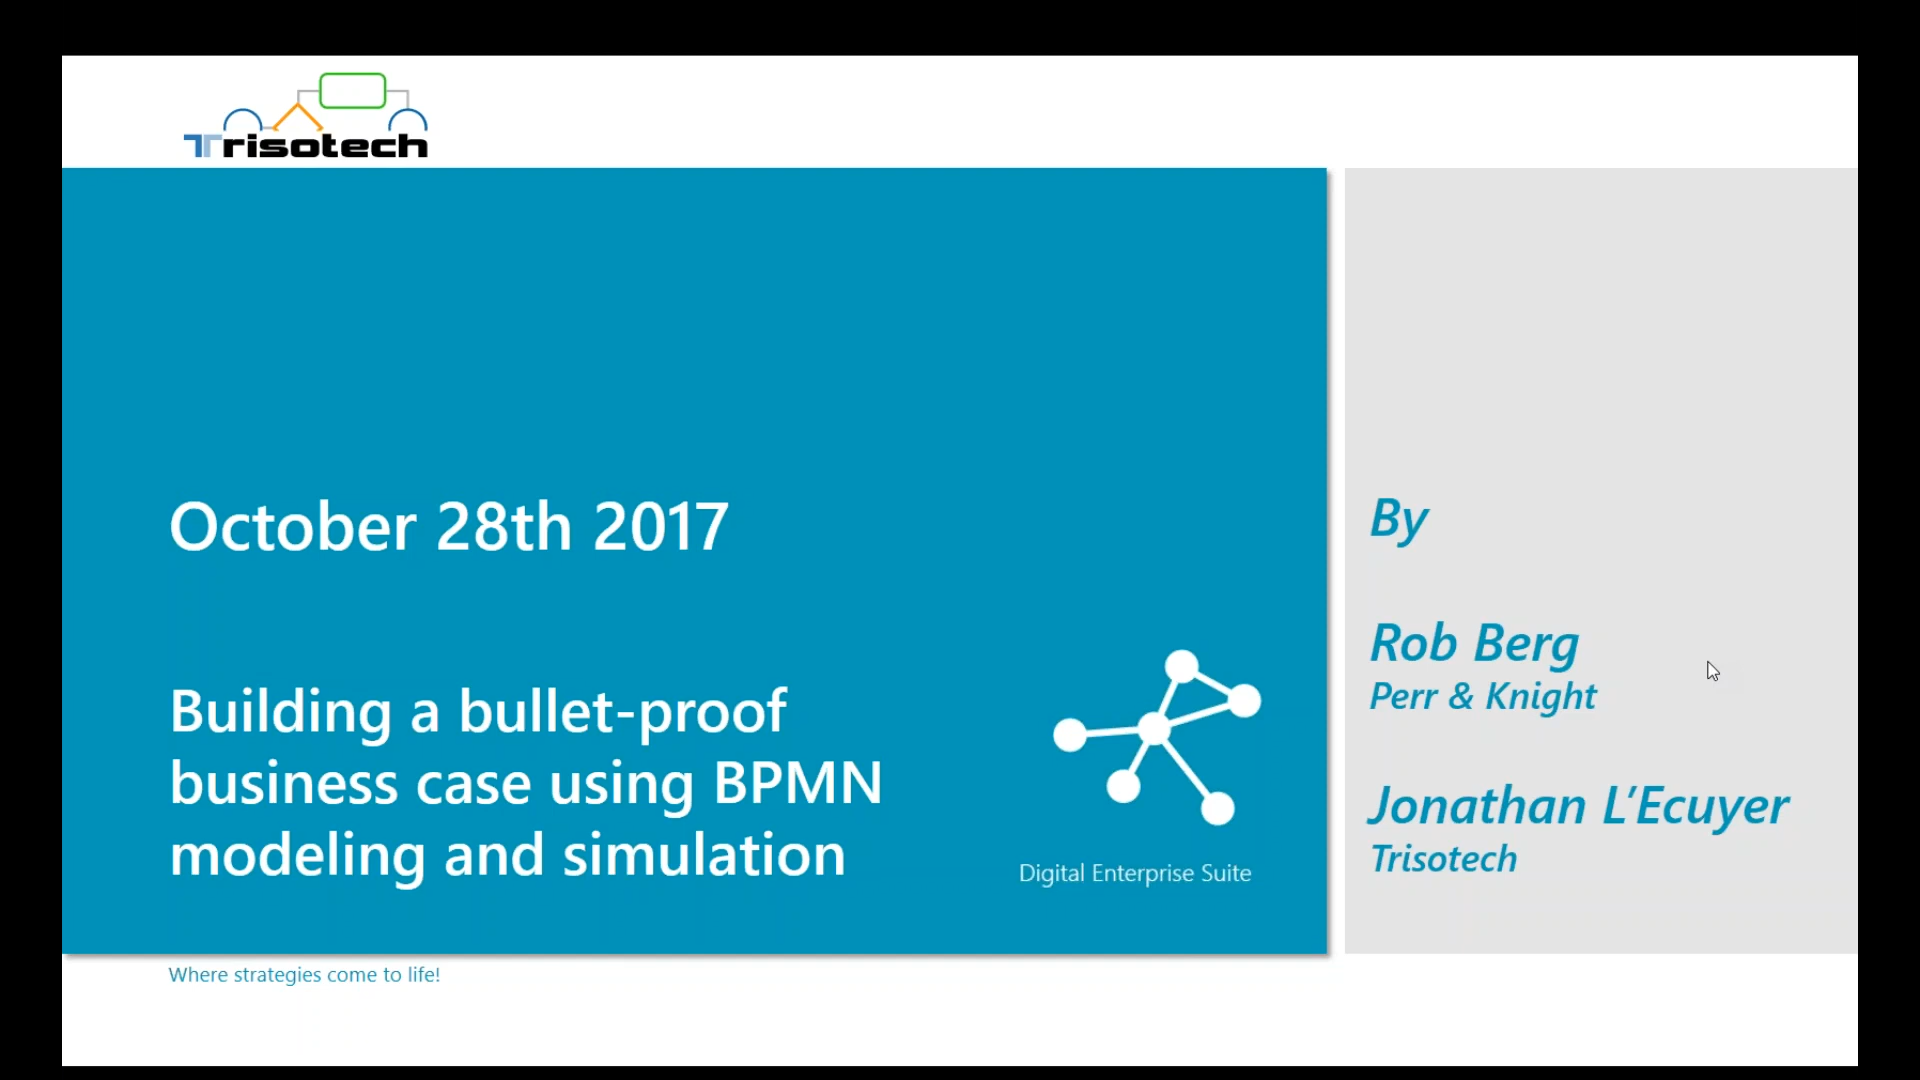 Trisotech
October 28th 2017
Building a bullet-proof
business case using BPMN
modeling and simulation
Digital Enterprise Suite
By
Rob Berg
Perr & Knight
Jonathan L’Ecuyer
Trisotech
Where strategies come to life!